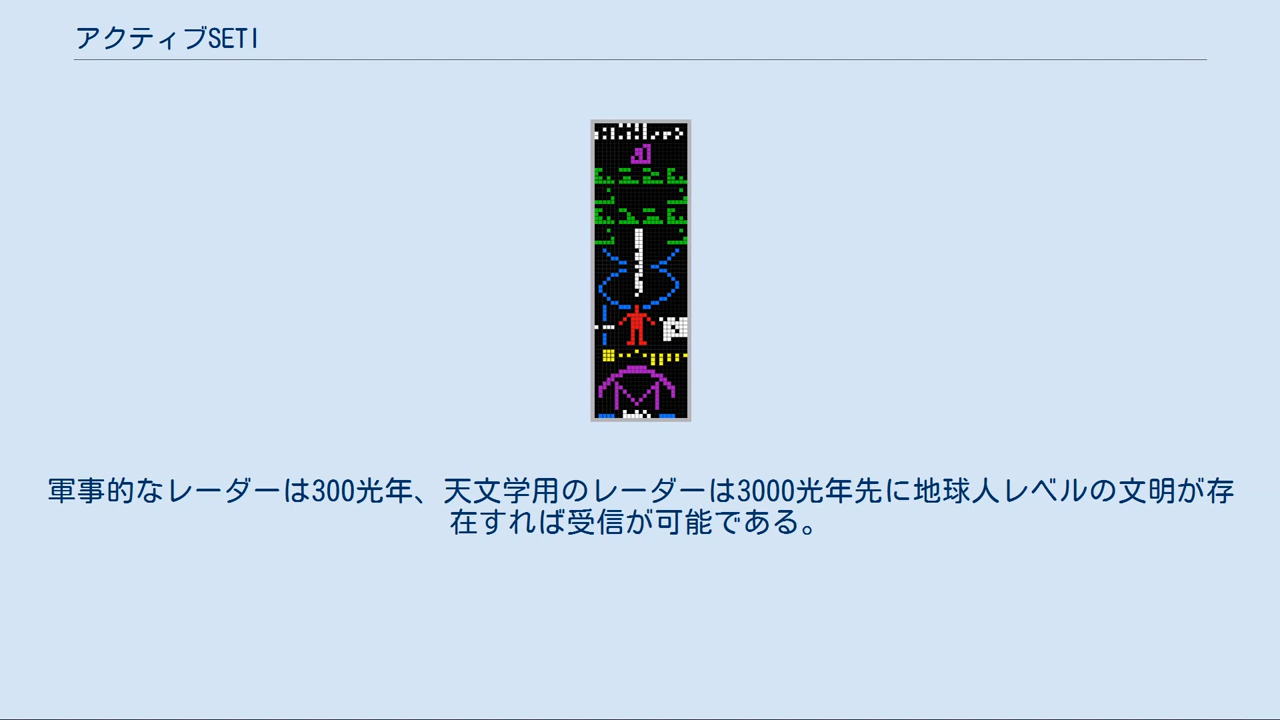 アクティブSETI
軍事的なレーダーは300光年、天文学用のレーダーは3000光年先に地球人レベルの文明が存
在すれば受信が可能である。